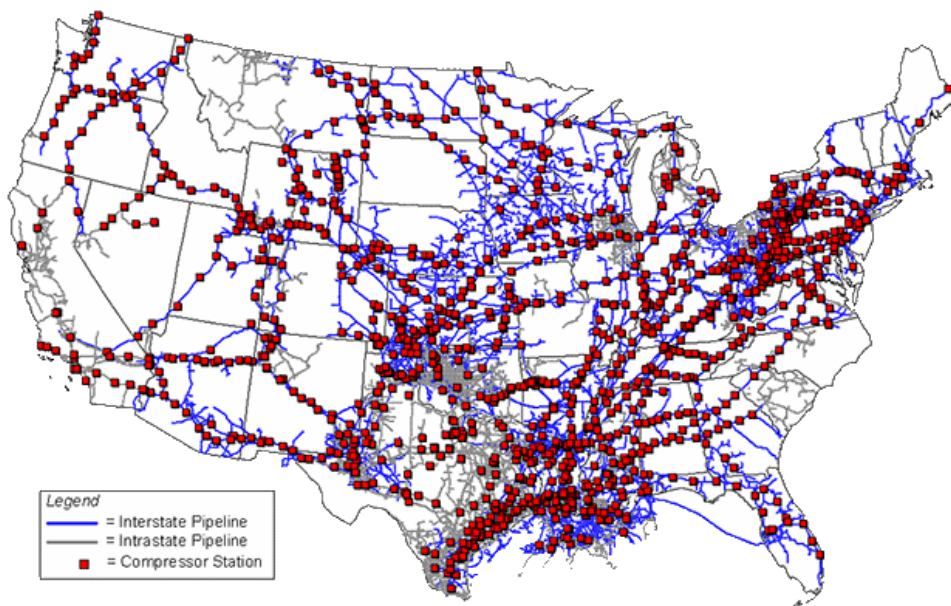 Legend
= Interstate Pipeline
= Intrastate Pipeline
= Compressor Station